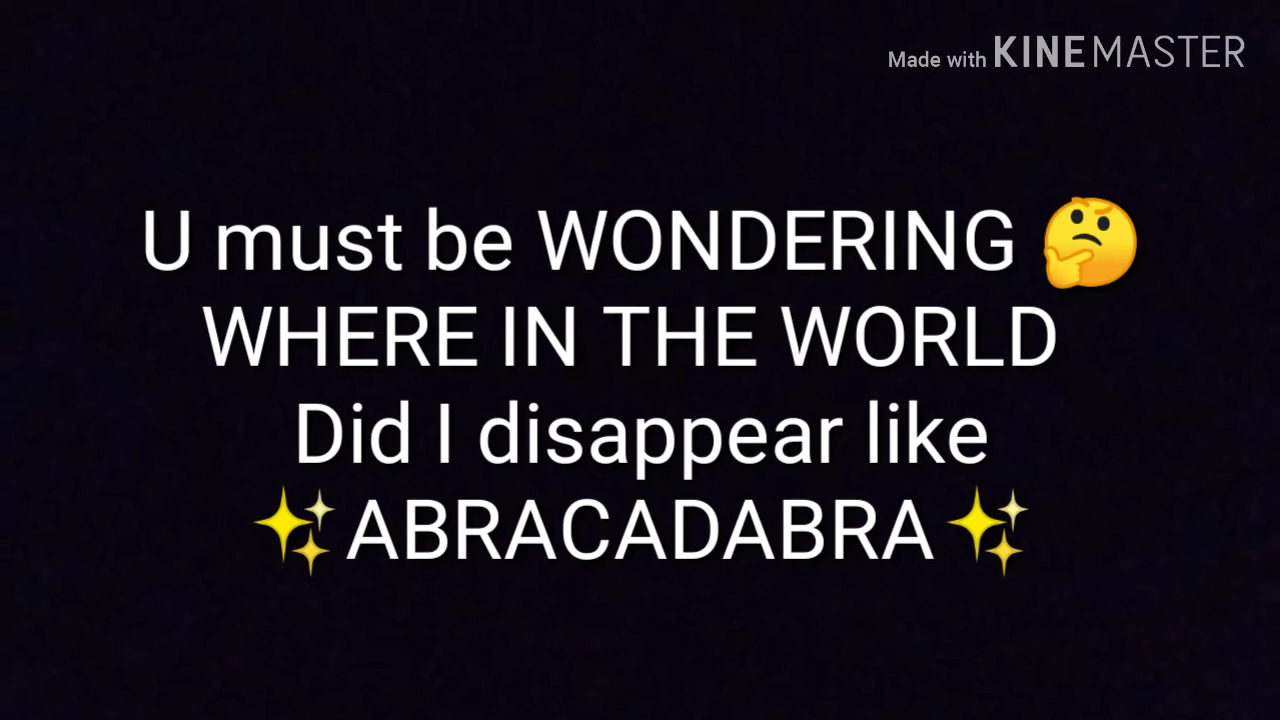 Made with KINEMASTER
U must be WONDERING 🤔
WHERE IN THE WORLD
Did I disappear like
✨ABRACADABRA✨